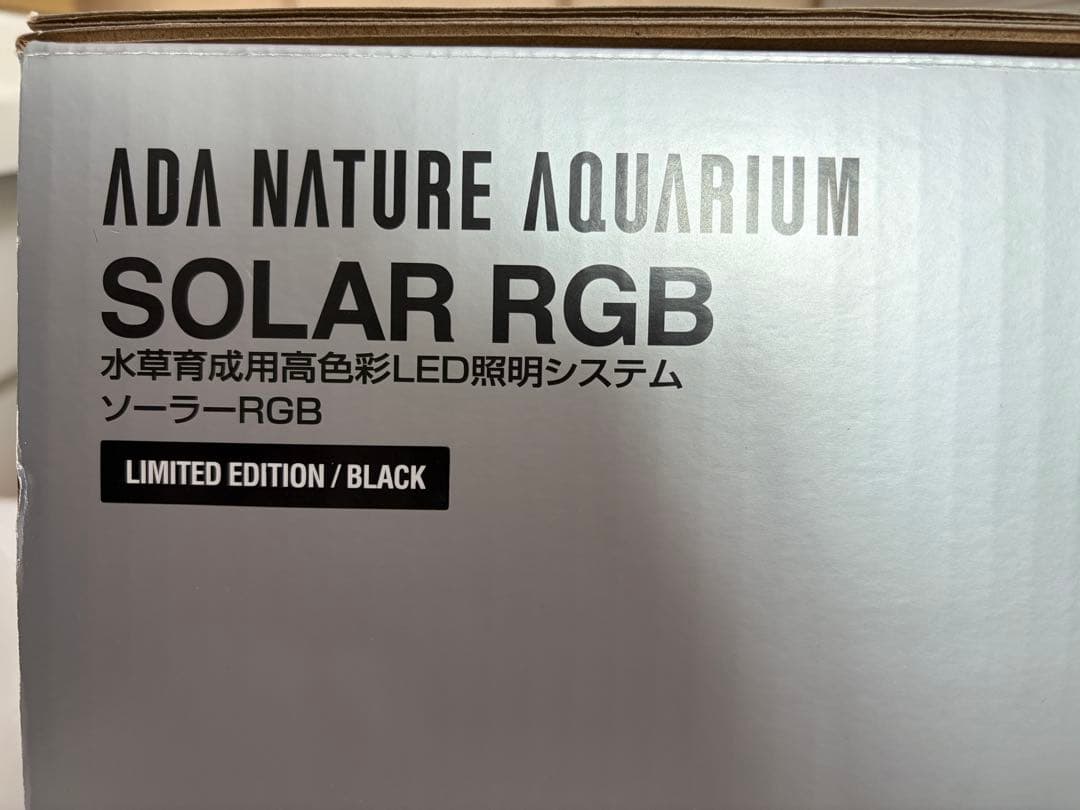 ADA NATURE AQUARIUM
SOLAR RGB
水草育成用高色彩LED照明システム
ソーラーRGB
LIMITED EDITION / BLACK